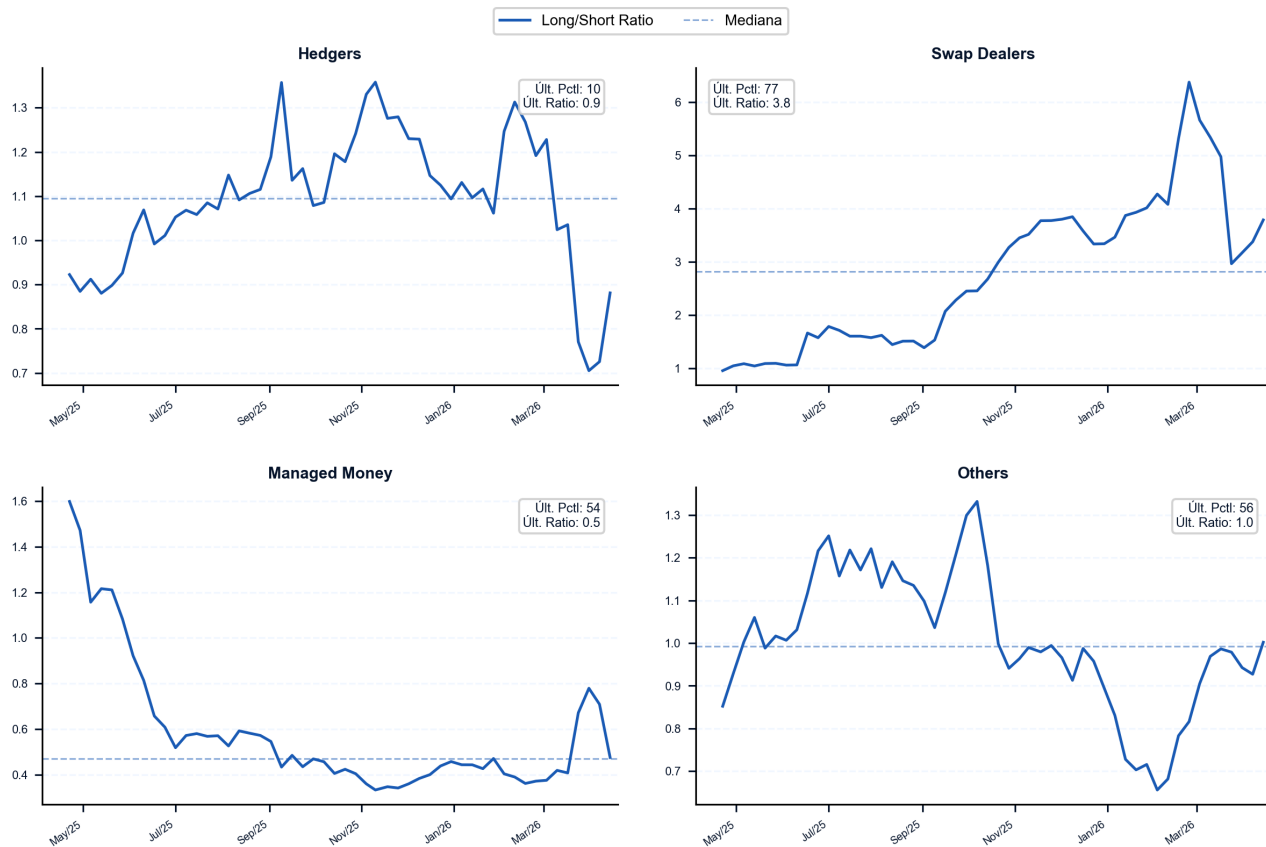 Long/Short Ratio
Mediana
Hedgers
Últ. Pctl: 10
Últ. Ratio: 0.9
1.3
1.2
1.1
1.0
0.9
0.8
0.7
May/25
Jul/25
Sep/25
Nov/25
Jan/26
Mar/26
Swap Dealers
Últ. Pctl: 77
Últ. Ratio: 3.8
6
5
4
3
2
1
May/25
Jul/25
Sep/25
Nov/25
Jan/26
Mar/26
Managed Money
Últ. Pctl: 54
Últ. Ratio: 0.5
1.6
1.4
1.2
1.0
0.8
0.6
0.4
May/25
Jul/25
Sep/25
Nov/25
Jan/26
Mar/26
Others
Últ. Pctl: 56
Últ. Ratio: 1.0
1.3
1.2
1.1
1.0
0.9
0.8
0.7
May/25
Jul/25
Sep/25
Nov/25
Jan/26
Mar/26